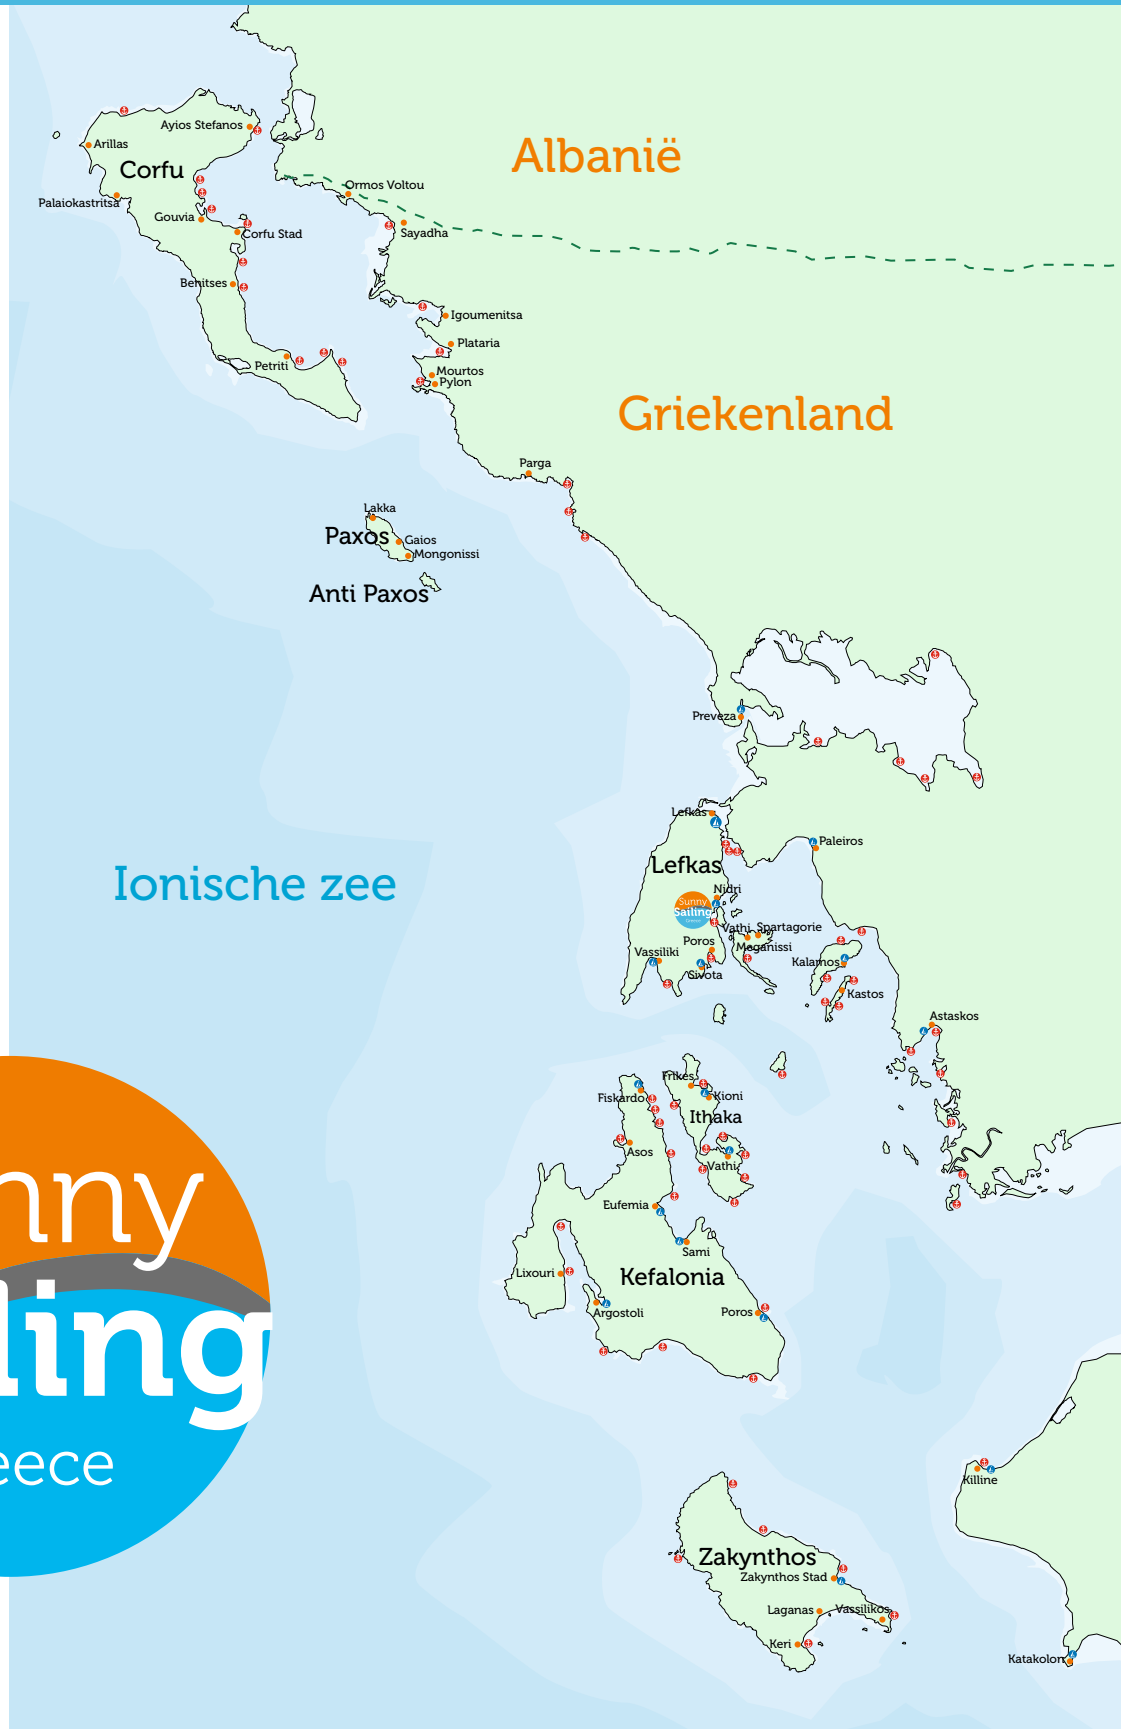 Albanië
Ayios Stefanos
Arillas
Corfu
Palaiokastritsa
Gouvia
Corfu Stad
Benitses
Petriti
Ormos Voltou
Sayadha
Igoumenitsa
Plataria
Mourtos
Pylon
Griekenland
Parga
Lakka
Paxos
Gaios
Mongonissi
Anti Paxos
Preveza
Ionische zee
Lefkas
Paleiros
Lefkas
Nidri
Sunny
Sailing
Greece
Vathi
Spartagorie
Meganissi
Poros
Vassiliki
Sivota
Kalamos
Kastos
Astaskos
Frikes
Kioni
Fiskardo
Ithaka
Asos
Vathi
Eufemia
Sami
Lixouri
Kefalonia
Argostoli
Poros
nny
ling
eece
Killine
Zakynthos
Zakynthos Stad
Laganas
Vassilikos
Keri
Katakolon